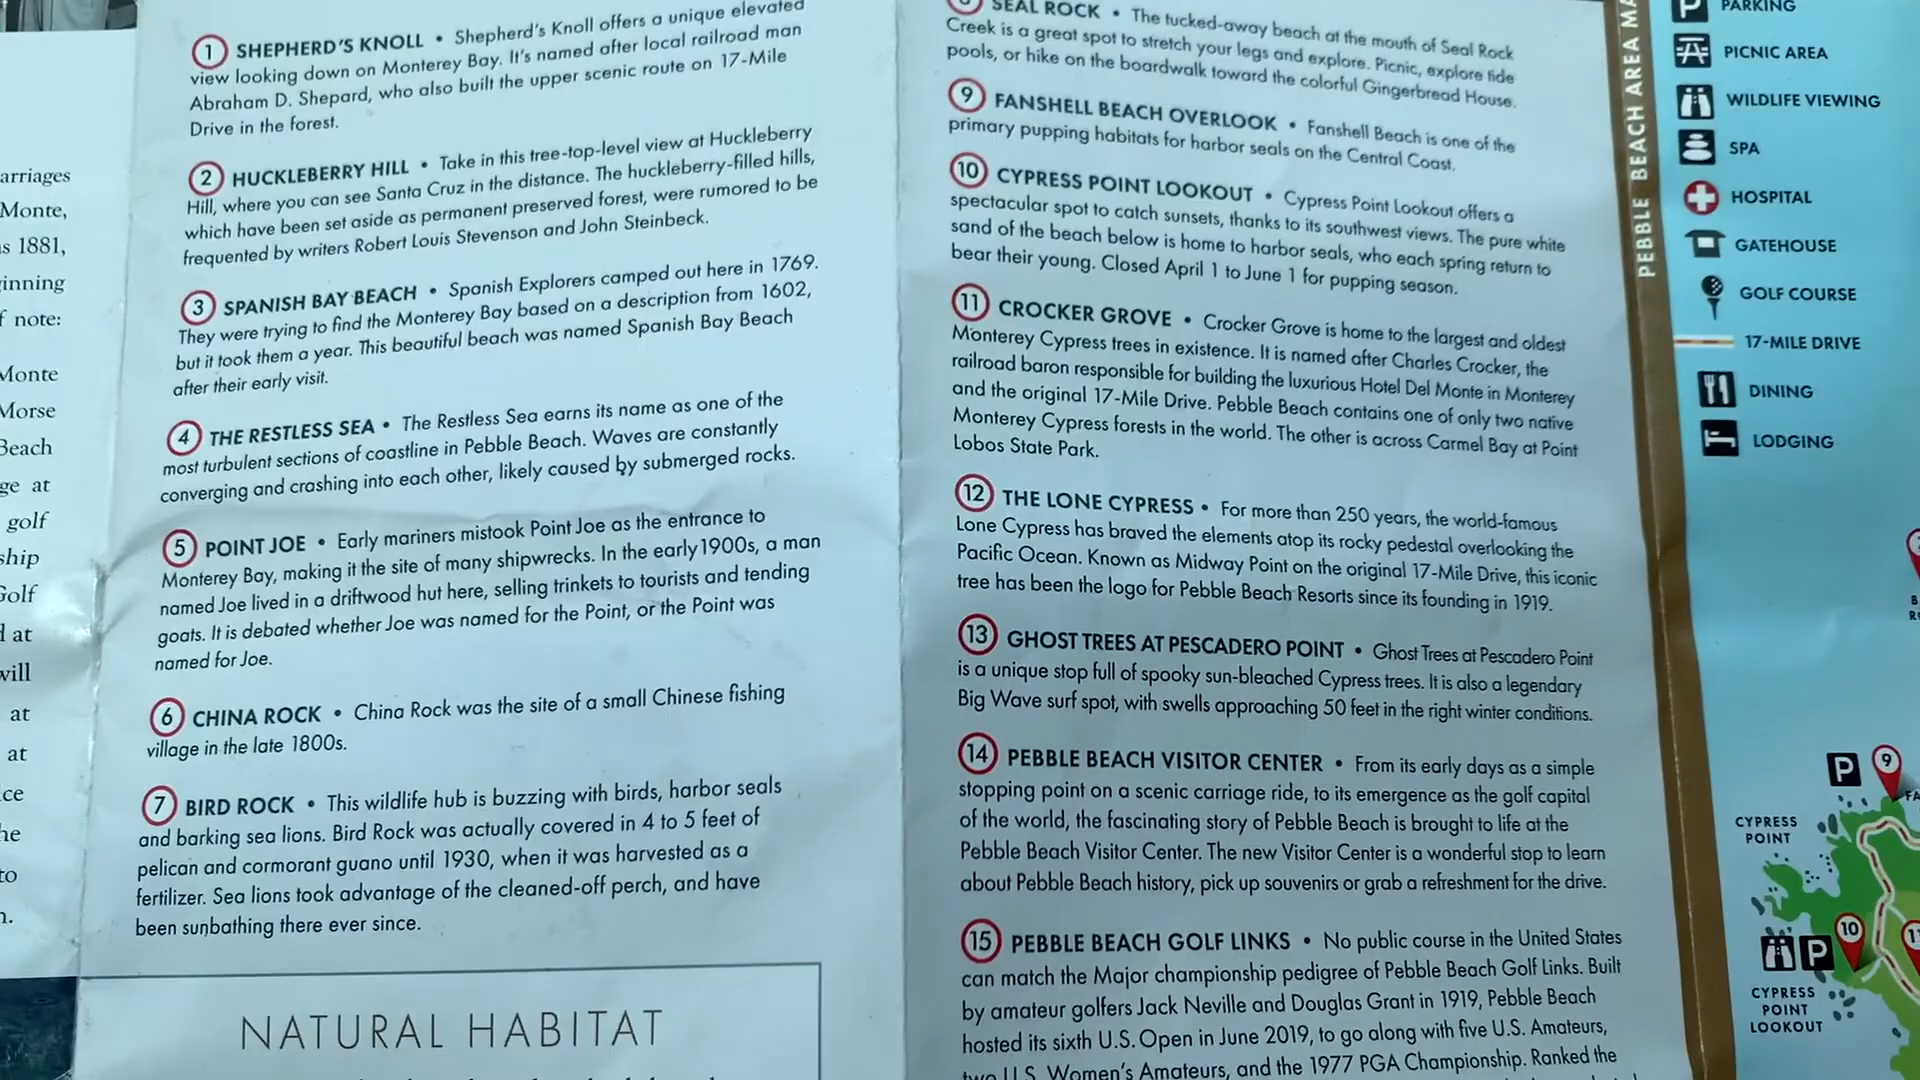 arriages
Monte,
s 1881,
inning
f note:
Monte
Morse
Beach
ge at
golf
ship
Golf
d at
will
at
at
ce
he
to
n.
1 SHEPHERD'S KNOLL • Shepherd's Knoll offers a unique elevated
view looking down on Monterey Bay. It's named after local railroad man
Abraham D. Shepard, who also built the upper scenic route on 17-Mile
Drive in the forest.
2 HUCKLEBERRY HILL • Take in this tree-top-level view at Huckleberry
Hill, where you can see Santa Cruz in the distance. The huckleberry-filled hills,
which have been set aside as permanent preserved forest, were rumored to be
frequented by writers Robert Louis Stevenson and John Steinbeck.
3 SPANISH BAY BEACH • Spanish Explorers camped out here in 1769.
They were trying to find the Monterey Bay based on a description from 1602,
but it took them a year. This beautiful beach was named Spanish Bay Beach
after their early visit.
4 THE RESTLESS SEA • The Restless Sea earns its name as one of the
most turbulent sections of coastline in Pebble Beach. Waves are constantly
converging and crashing into each other, likely caused by submerged rocks.
5 POINT JOE • Early mariners mistook Point Joe as the entrance to
Monterey Bay, making it the site of many shipwrecks. In the early 1900s, a man
named Joe lived in a driftwood hut here, selling trinkets to tourists and tending
goats. It is debated whether Joe was named for the Point, or the Point was
named for Joe.
6 CHINA ROCK • China Rock was the site of a small Chinese fishing
village in the late 1800s.
7 BIRD ROCK • This wildlife hub is buzzing with birds, harbor seals
and barking sea lions. Bird Rock was actually covered in 4 to 5 feet of
pelican and cormorant guano until 1930, when it was harvested as a
fertilizer. Sea lions took advantage of the cleaned-off perch, and have
been sunbathing there ever since.
NATURAL HABITAT
SEAL ROCK • The tucked-away beach at the mouth of Seal Rock
Creek is a great spot to stretch your legs and explore. Picnic, explore tide
pools, or hike on the boardwalk toward the colorful Gingerbread House.
9 FANSHELL BEACH OVERLOOK • Fanshell Beach is one of the
primary pupping habitats for harbor seals on the Central Coast.
10 CYPRESS POINT LOOKOUT • Cypress Point Lookout offers a
spectacular spot to catch sunsets, thanks to its southwest views. The pure white
sand of the beach below is home to harbor seals, who each spring return to
bear their young. Closed April 1 to June 1 for pupping season.
11 CROCKER GROVE • Crocker Grove is home to the largest and oldest
Monterey Cypress trees in existence. It is named after Charles Crocker, the
railroad baron responsible for building the luxurious Hotel Del Monte in Monterey
and the original 17-Mile Drive. Pebble Beach contains one of only two native
Monterey Cypress forests in the world. The other is across Carmel Bay at Point
Lobos State Park.
12 THE LONE CYPRESS • For more than 250 years, the world-famous
Lone Cypress has braved the elements atop its rocky pedestal overlooking the
Pacific Ocean. Known as Midway Point on the original 17-Mile Drive, this iconic
tree has been the logo for Pebble Beach Resorts since its founding in 1919.
13 GHOST TREES AT PESCADERO POINT • Ghost Trees at Pescadero Point
is a unique stop full of spooky sun-bleached Cypress trees. It is also a legendary
Big Wave surf spot, with swells approaching 50 feet in the right winter conditions.
14 PEBBLE BEACH VISITOR CENTER • From its early days as a simple
stopping point on a scenic carriage ride, to its emergence as the golf capital
of the world, the fascinating story of Pebble Beach is brought to life at the
Pebble Beach Visitor Center. The new Visitor Center is a wonderful stop to learn
about Pebble Beach history, pick up souvenirs or grab a refreshment for the drive.
15 PEBBLE BEACH GOLF LINKS • No public course in the United States
can match the Major championship pedigree of Pebble Beach Golf Links. Built
by amateur golfers Jack Neville and Douglas Grant in 1919, Pebble Beach
hosted its sixth U.S. Open in June 2019, to go along with five U.S. Amateurs,
two U.S. Women's Amateurs, and the 1977 PGA Championship. Ranked the
PEBBLE BEACH AREA MA
P PARKING
PICNIC AREA
WILDLIFE VIEWING
SPA
HOSPITAL
GATEHOUSE
GOLF COURSE
17-MILE DRIVE
DINING
LODGING
P 9
FA
CYPRESS
POINT
10
P
CYPRESS
POINT
LOOKOUT